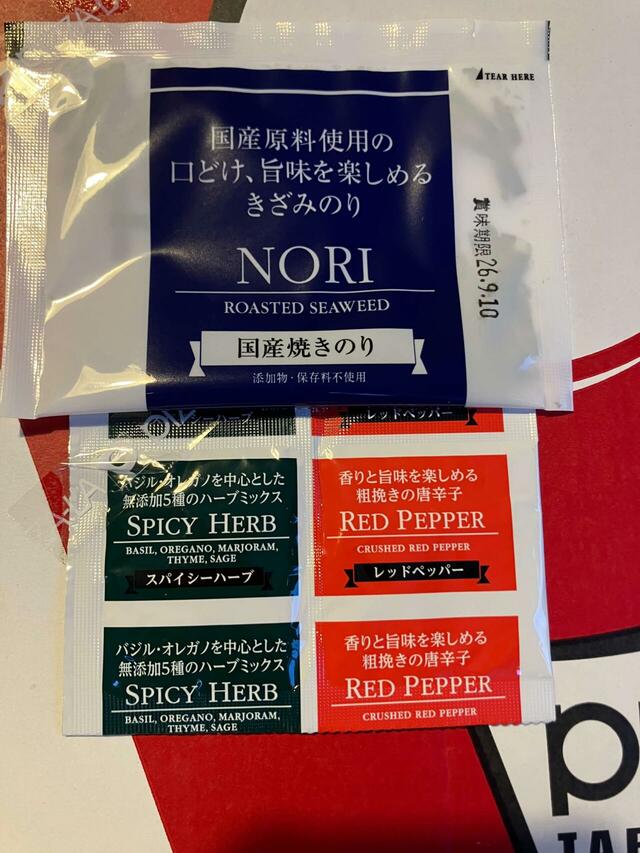 TEAR HERE
国産原料使用の
口どけ、旨味を楽しめる
きざみのり
NORI
ROASTED SEAWEED
国産焼きのり
添加物・保存料不使用
賞味期限26.9.10
スパイシーハーブ
レッドペッパー
バジル・オレガノを中心とした
無添加5種のハーブミックス
SPICY HERB
BASIL, OREGANO, MARJORAM,
THYME, SAGE
スパイシーハーブ
香りと旨味を楽しめる
粗挽きの唐辛子
RED PEPPER
CRUSHED RED PEPPER
レッドペッパー
バジル・オレガノを中心とした
無添加5種のハーブミックス
SPICY HERB
BASIL, OREGANO, MARJORAM,
THYME, SAGE
香りと旨味を楽しめる
粗挽きの唐辛子
RED PEPPER
CRUSHED RED PEPPER